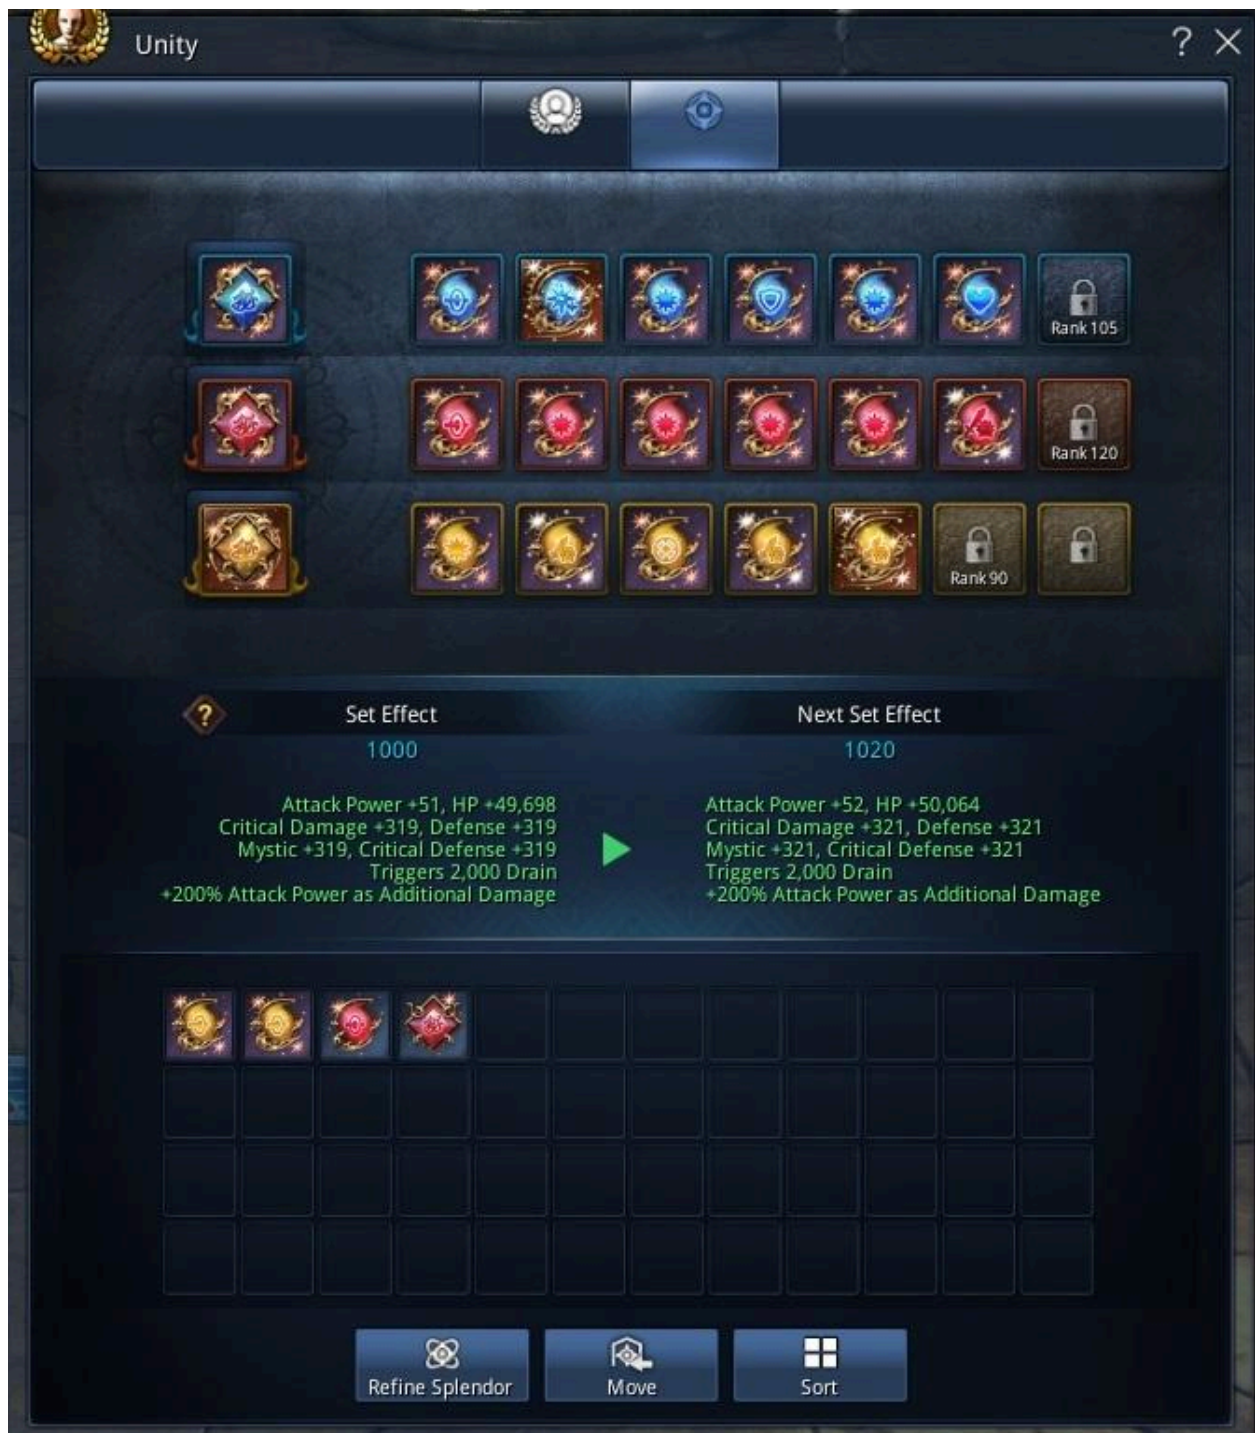 Unity
?
Rank 105
Rank 120
Rank 90
? Set Effect
1000
Attack Power +51, HP +49,698
Critical Damage +319, Defense +319
Mystic +319, Critical Defense +319
Triggers 2,000 Drain
+200% Attack Power as Additional Damage
Next Set Effect
1020
Attack Power +52, HP +50,064
Critical Damage +321, Defense +321
Mystic +321, Critical Defense +321
Triggers 2,000 Drain
+200% Attack Power as Additional Damage
Refine Splendor
Move
Sort